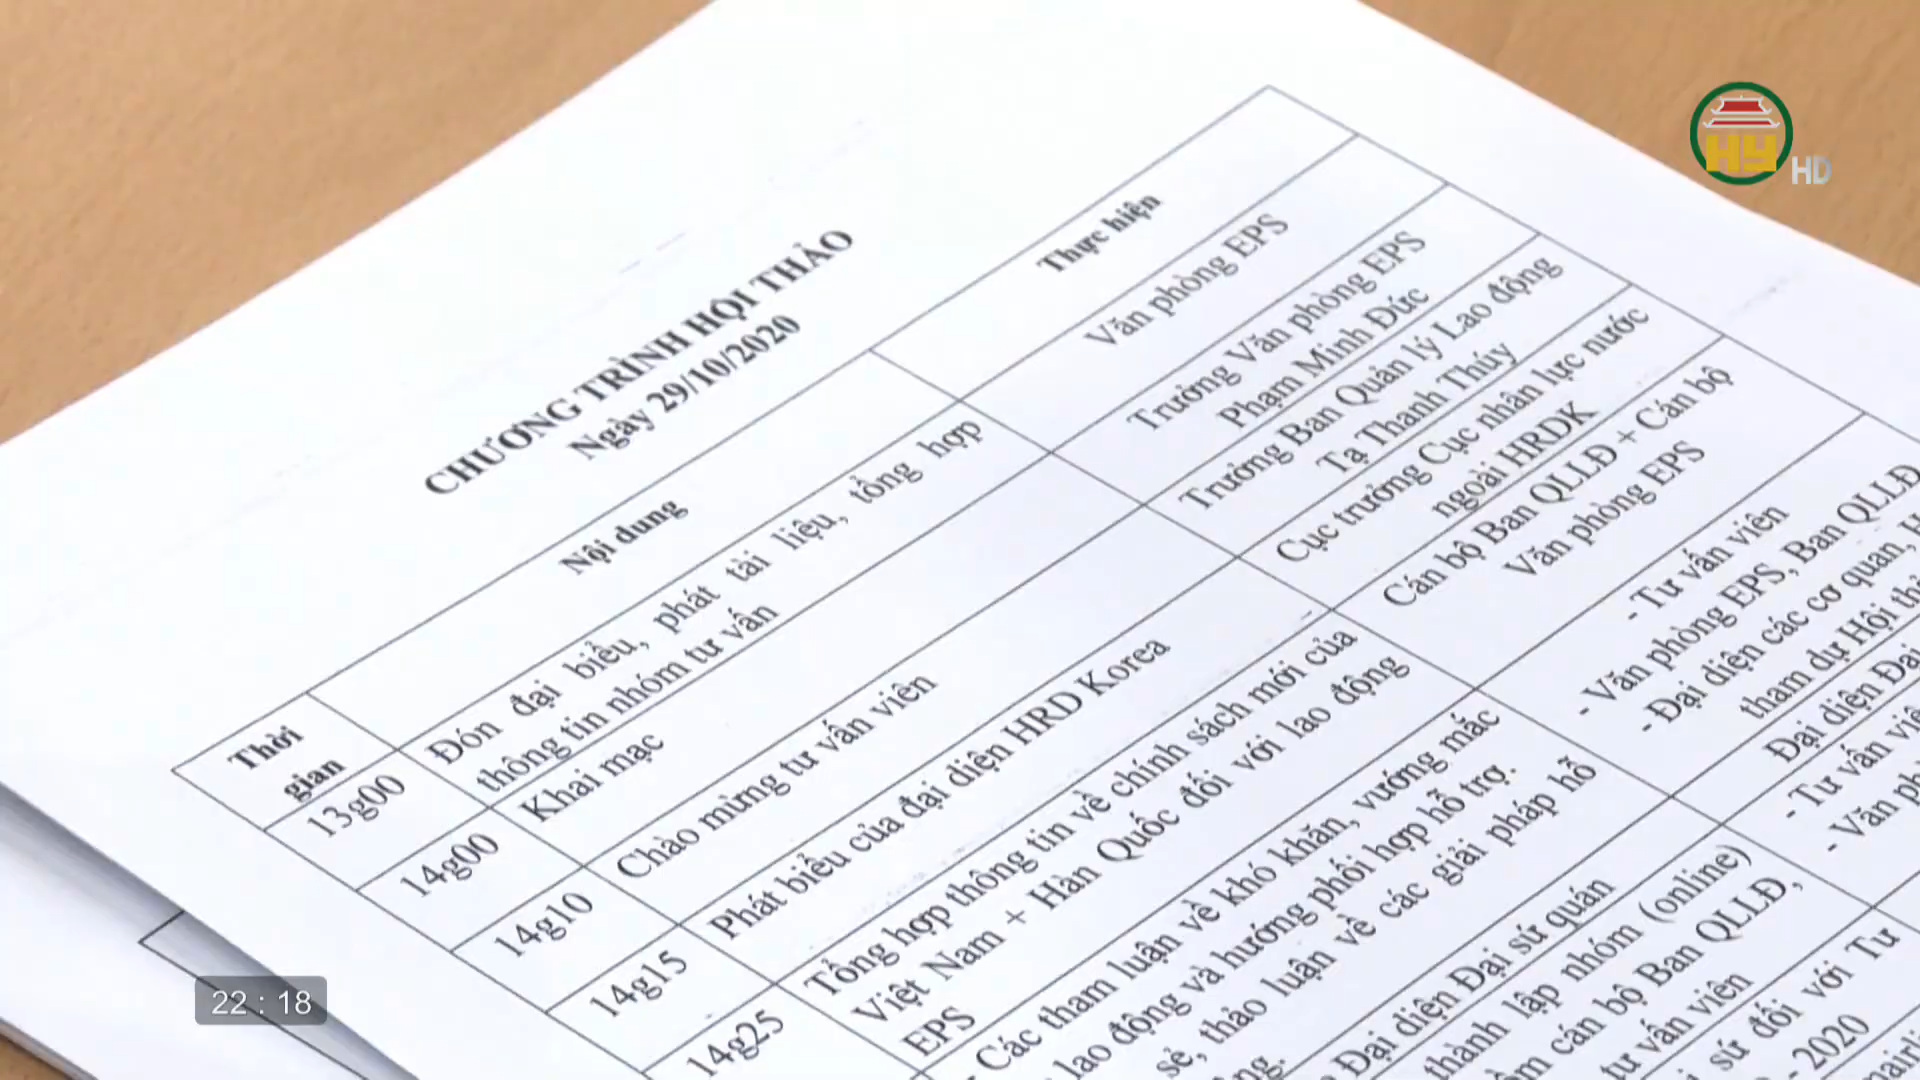 HY HD
CHƯƠNG TRÌNH HỘI THẢO
Ngày 29/10/2020
Thời
gian
Nội dung
Thực hiện
13g00
Đón đại biểu, phát tài liệu, tổng hợp
thông tin nhóm tư vấn
Văn phòng EPS
14g00
Khai mạc
Trưởng Văn phòng EPS
Phạm Minh Đức
14g10
Chào mừng tư vấn viên
Trưởng Ban Quản lý Lao động
Tạ Thanh Thúy
14g15
Phát biểu của đại diện HRD Korea
Cục trưởng Cục nhân lực nước
ngoài HRDK
14g25
Tổng hợp thông tin về chính sách mới của
Việt Nam + Hàn Quốc đối với lao động
EPS
Cán bộ Ban QLLĐ + Cán bộ
Văn phòng EPS
- Các tham luận về khó khăn, vướng mắc
lao động và hướng phối hợp hỗ trợ.
sẻ, thảo luận về các giải pháp hỗ
- Tư vấn viên
- Văn phòng EPS, Ban QLLĐ
- Đại diện các cơ quan,
tham dự Hội
Đại diện Đại sứ quán
thành lập nhóm (online)
cán bộ Ban QLLĐ,
tư vấn viên
Đại diện Đại
- Tư vấn
- Văn
sứ đối với Tư
- 2020
22 : 18